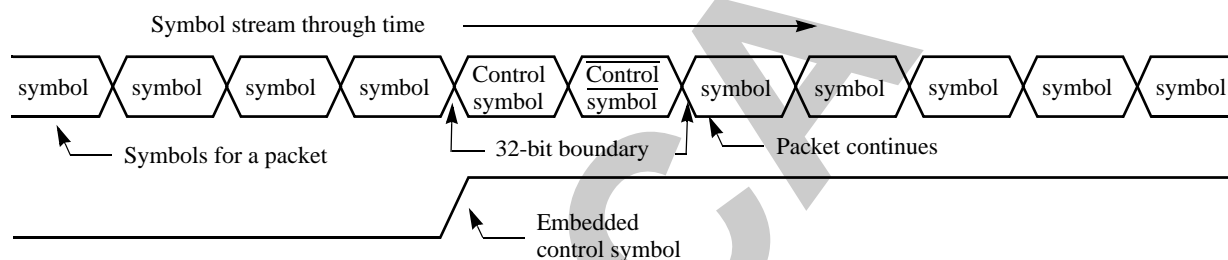 Symbol stream through time
symbol symbol symbol symbol Control symbol Control symbol symbol symbol symbol symbol symbol
Symbols for a packet
32-bit boundary
Packet continues
Embedded
control symbol
CA